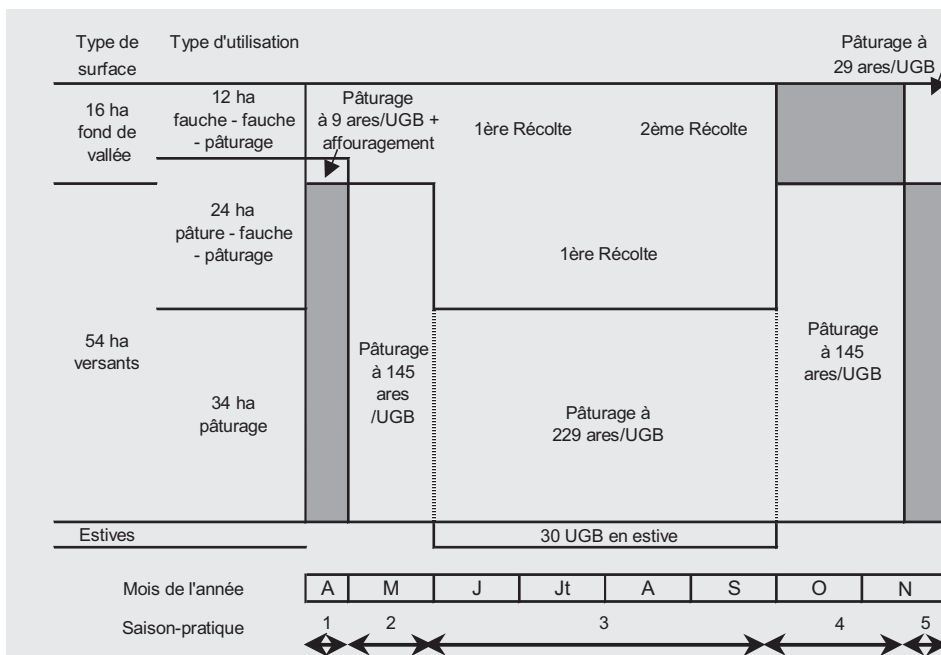 Type de
surface
Type d'utilisation
Pâturage à
29 ares/UGB
16 ha
fond de
vallée
12 ha
fauche - fauche
- pâturage
Pâturage
à 9 ares/UGB +
affouragement
1ère Récolte
2ème Récolte
24 ha
pâture - fauche
- pâturage
1ère Récolte
54 ha
versants
34 ha
pâturage
Pâturage
à 145
ares
/UGB
Pâturage à
229 ares/UGB
Pâturage
à 145
ares/UGB
Estives
30 UGB en estive
Mois de l'année
A M J Jt A S O N
Saison-pratique
1 2 3 4 5